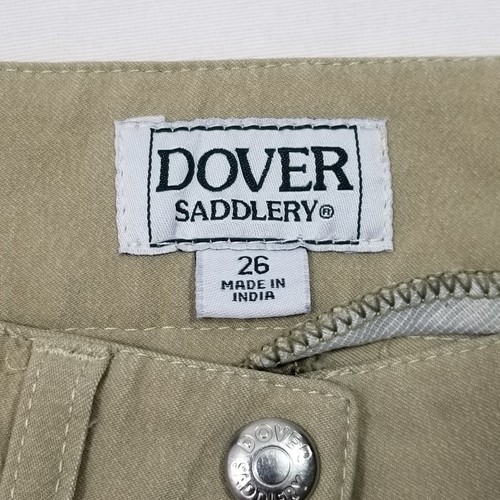 DOVER
SADDLERY®
26
MADE IN
INDIA
DOVER
SADDLERY